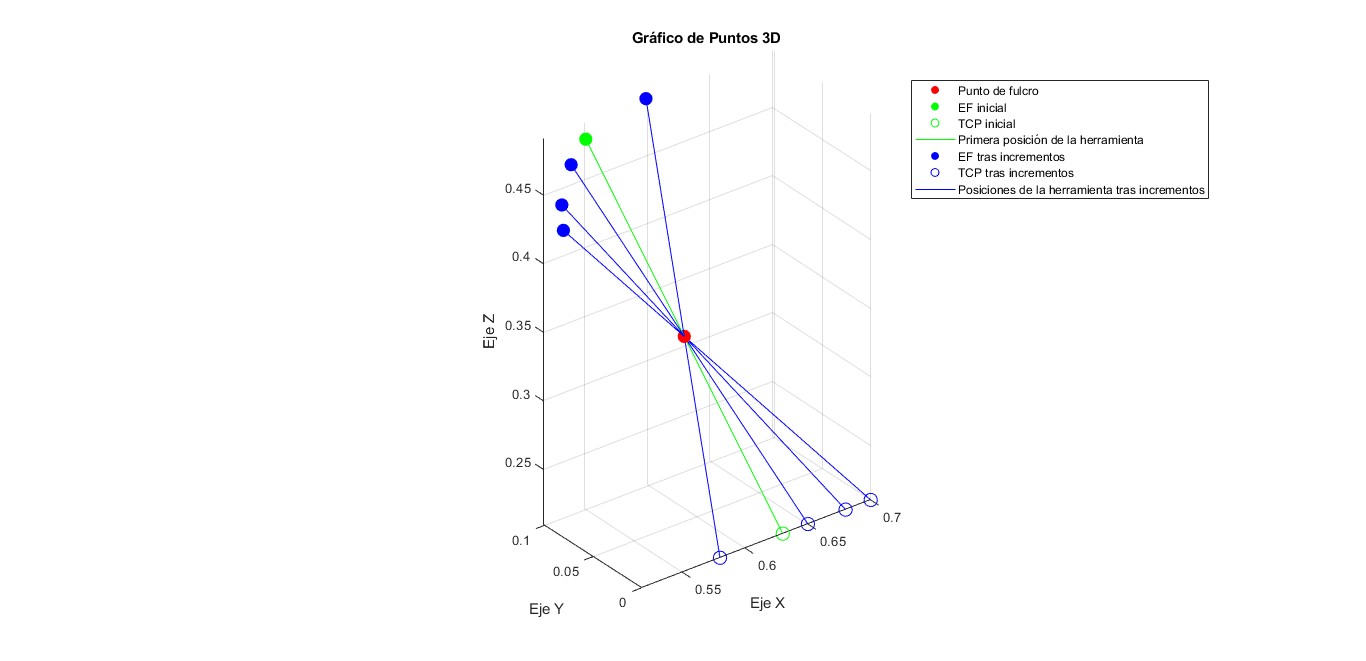 Gráfico de Puntos 3D
Punto de fulcro
EF inicial
TCP inicial
Primera posición de la herramienta
EF tras incrementos
TCP tras incrementos
Posiciones de la herramienta tras incrementos
0.45
0.4
0.35
0.3
0.25
Eje Z
0.1
0.05
0
Eje Y
0.55
0.6
0.65
0.7
Eje X